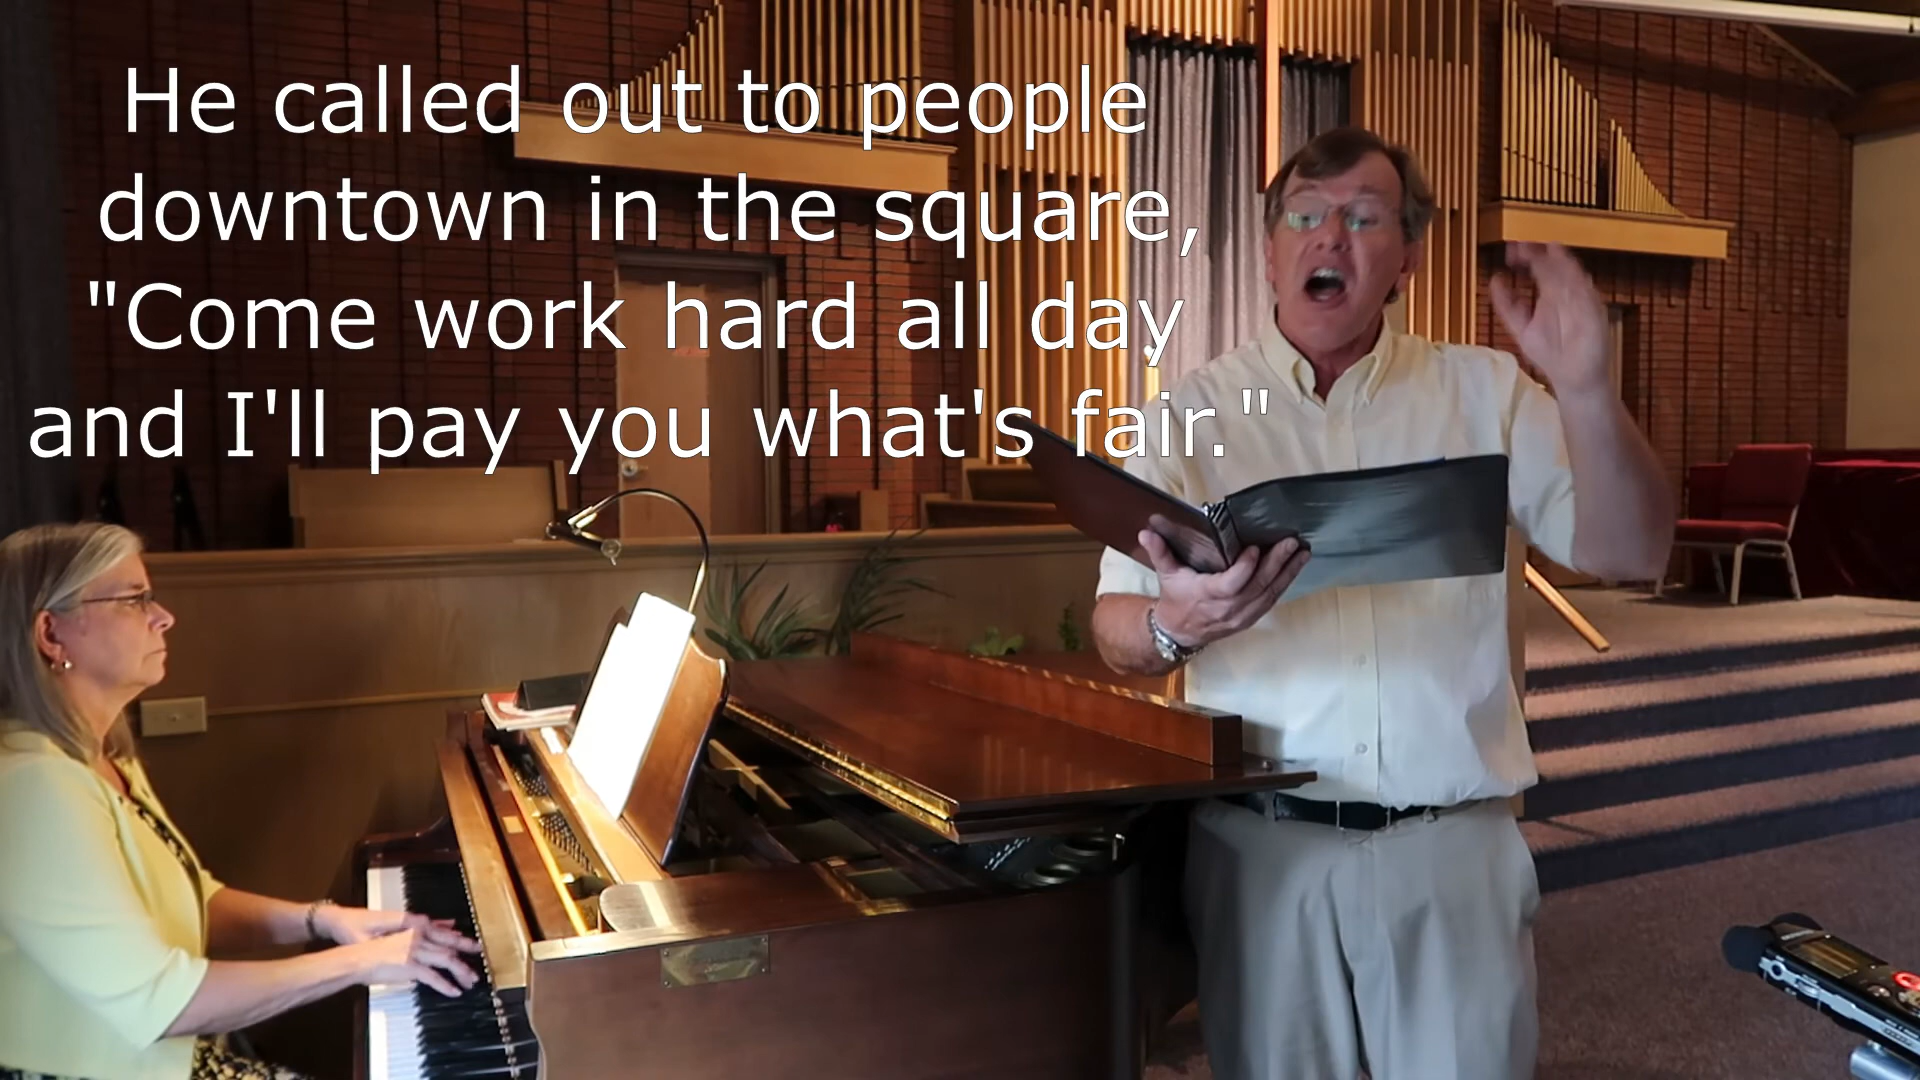 He called out to people
downtown in the square,
"Come work hard all day
and I'll pay you what's fair."